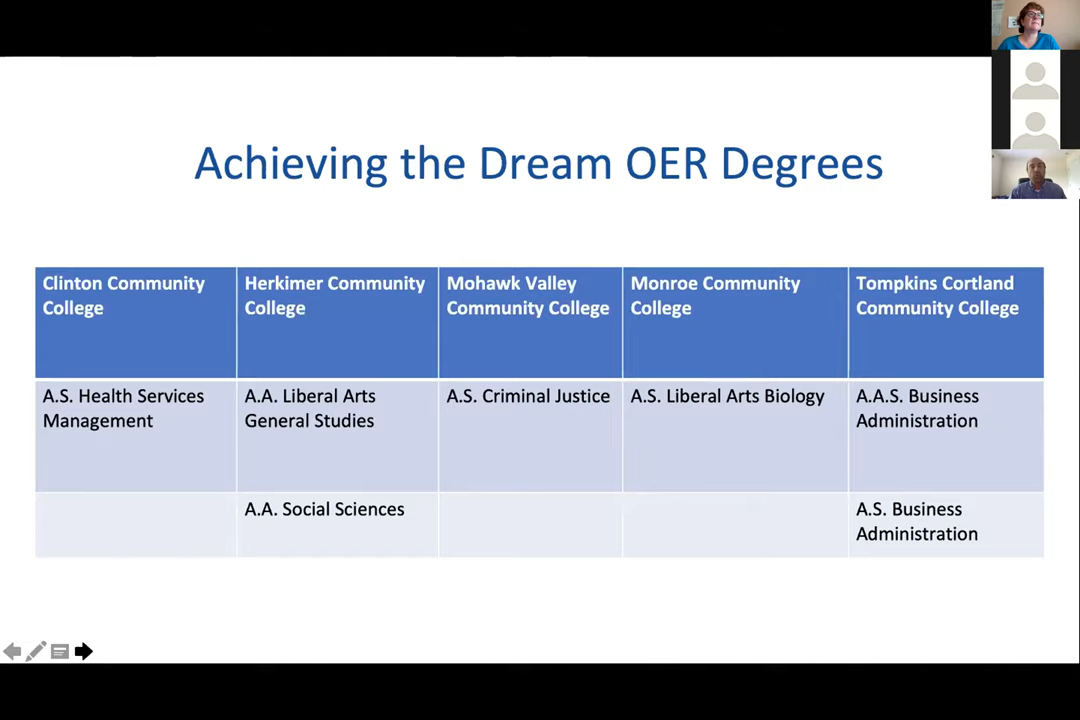 Achieving the Dream OER Degrees
Clinton Community
College
Herkimer Community
College
Mohawk Valley
Community College
Monroe Community
College
Tompkins Cortland
Community College
A.S. Health Services
Management
A.A. Liberal Arts
General Studies
A.S. Criminal Justice
A.S. Liberal Arts Biology
A.A.S. Business
Administration
A.A. Social Sciences
A.S. Business
Administration